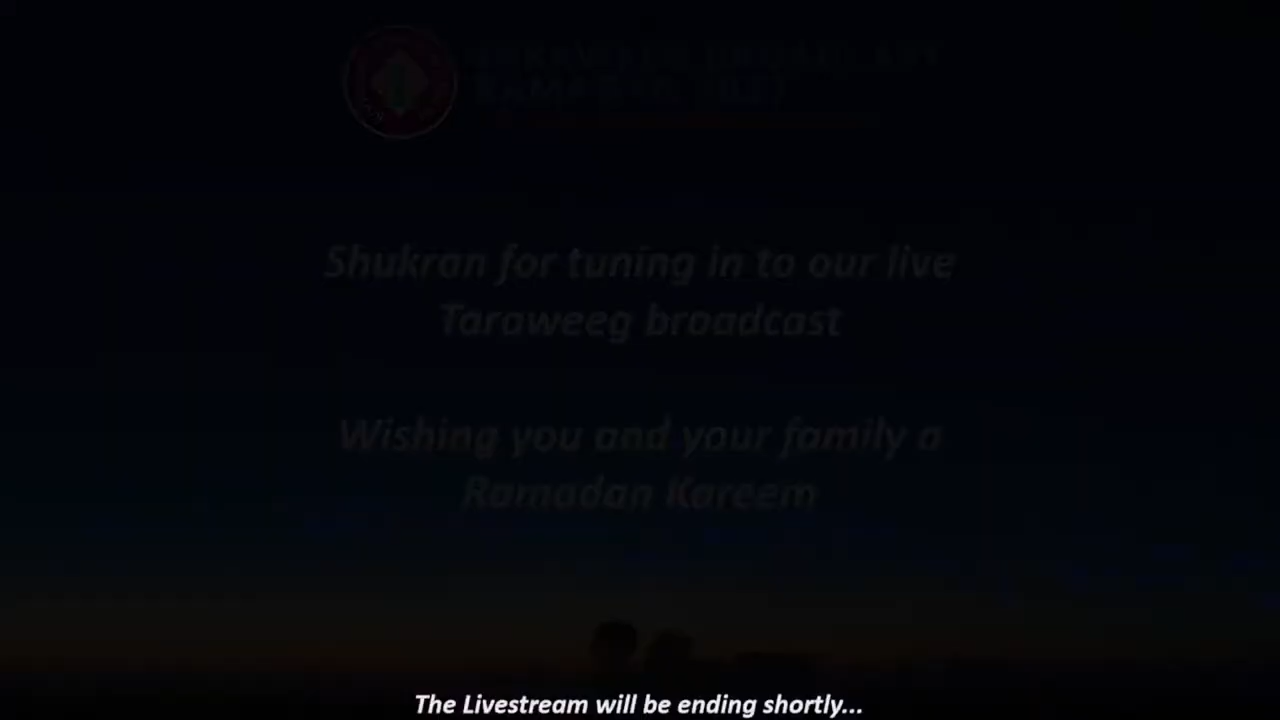 Shukran for tuning in to our live
Taraweeg broadcast
Wishing you and your family a
Ramadan Kareem
The Livestream will be ending shortly...